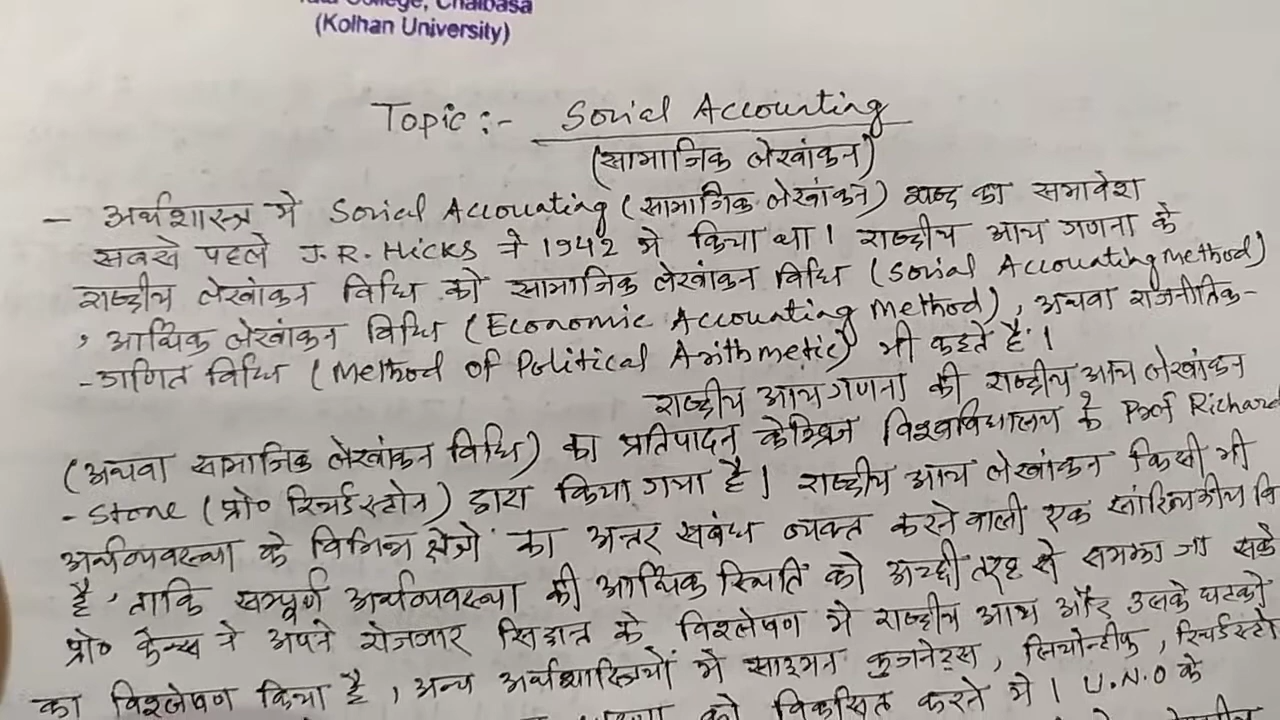 College, Chaibasa
(Kolhan University)
Topic :- Social Accounting
(सामाजिक लेखांकन)
- अर्थशास्त्र मे Social Accounting (सामाजिक लेखांकन) शब्द का समावेश
सबसे पहले J.R. Hicks ने 1942 मे किया था। राष्ट्रीय आय गणना के
राष्ट्रीय लेखांकन विधि को सामाजिक लेखांकन विधि (Social Accounting Method)
, आर्थिक लेखांकन विधि (Economic Accounting Method), अथवा राजनीतिक-
- गणित विधि (Method of Political Arithmetic) भी कहते है।
राष्ट्रीय आय गणना की राष्ट्रीय आय लेखांकन
(अथवा सामाजिक लेखांकन विधि) का प्रतिपादन कैम्ब्रिज विश्वविधालय के Prof Richard
- Stone (प्रो० रिचर्ड स्टोन) द्वारा किया गया है। राष्ट्रीय आय लेखांकन किसी भी
अर्थव्यवस्था के विभिन्न क्षेत्रो का अन्तर संबंध व्यक्त करने वाली एक सांख्यिकीय वि
है, ताकि सम्पूर्ण अर्थव्यवस्था की आर्थिक स्थिति को अच्छी तरह से समझा जा सके
प्रो० केन्स ने अपने रोजगार सिद्धान्त के विश्लेषण मे राष्ट्रीय आय और उसके घटको
का विश्लेषण किया है, अन्य अर्थशास्त्रियों मे साइमन कुजनेट्स, लियोन्टीफ, रिचर्ड स्टो
को विकसित करने मे। U.N.O के